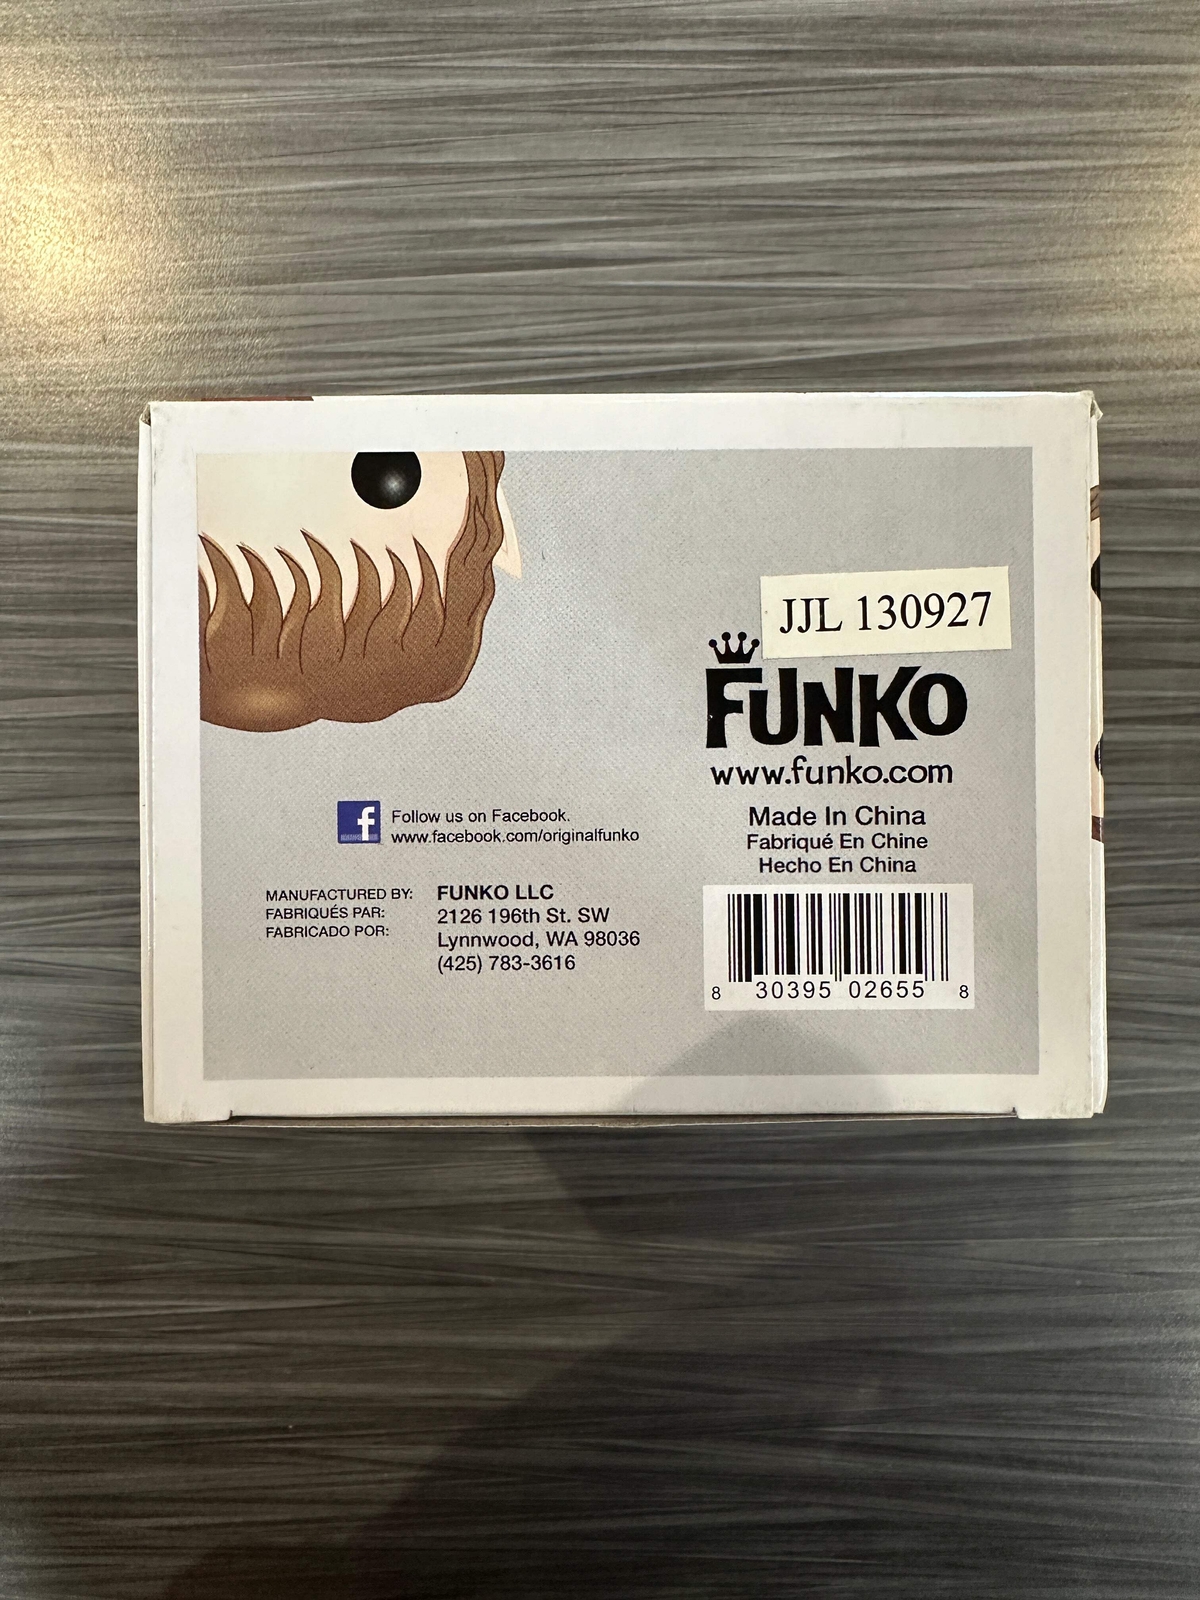 JJL 130927
FUNKO
www.funko.com
Made In China
Fabriqué En Chine
Hecho En China
f
Follow us on Facebook.
www.facebook.com/originalfunko
MANUFACTURED BY:
FABRIQUÉS PAR:
FABRICADO POR:
FUNKO LLC
2126 196th St. SW
Lynnwood, WA 98036
(425) 783-3616
8 30395 02655 8